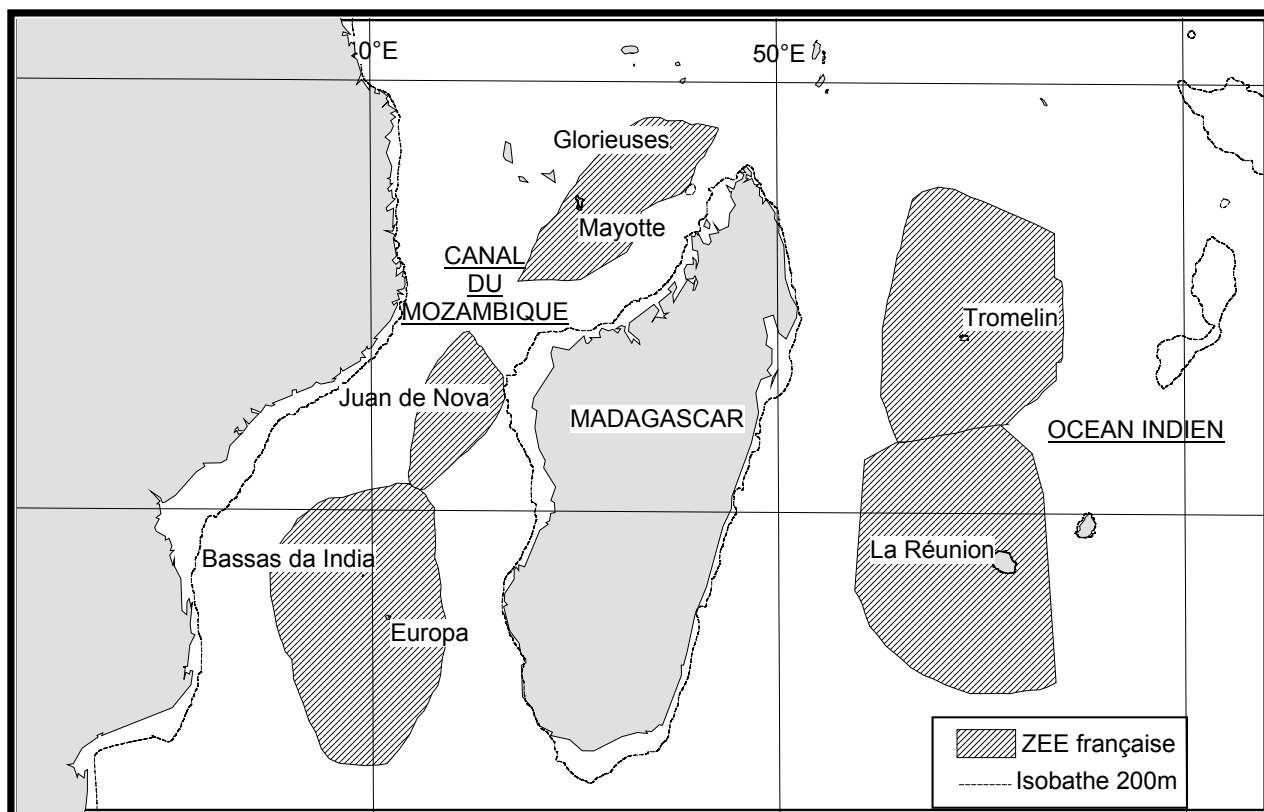 0°E
50°E
Glorieuses
Mayotte
CANAL
DU
MOZAMBIQUE
Tromelin
Juan de Nova
MADAGASCAR
OCEAN INDIEN
Bassas da India
La Réunion
Europa
ZEE française
Isobathe 200m